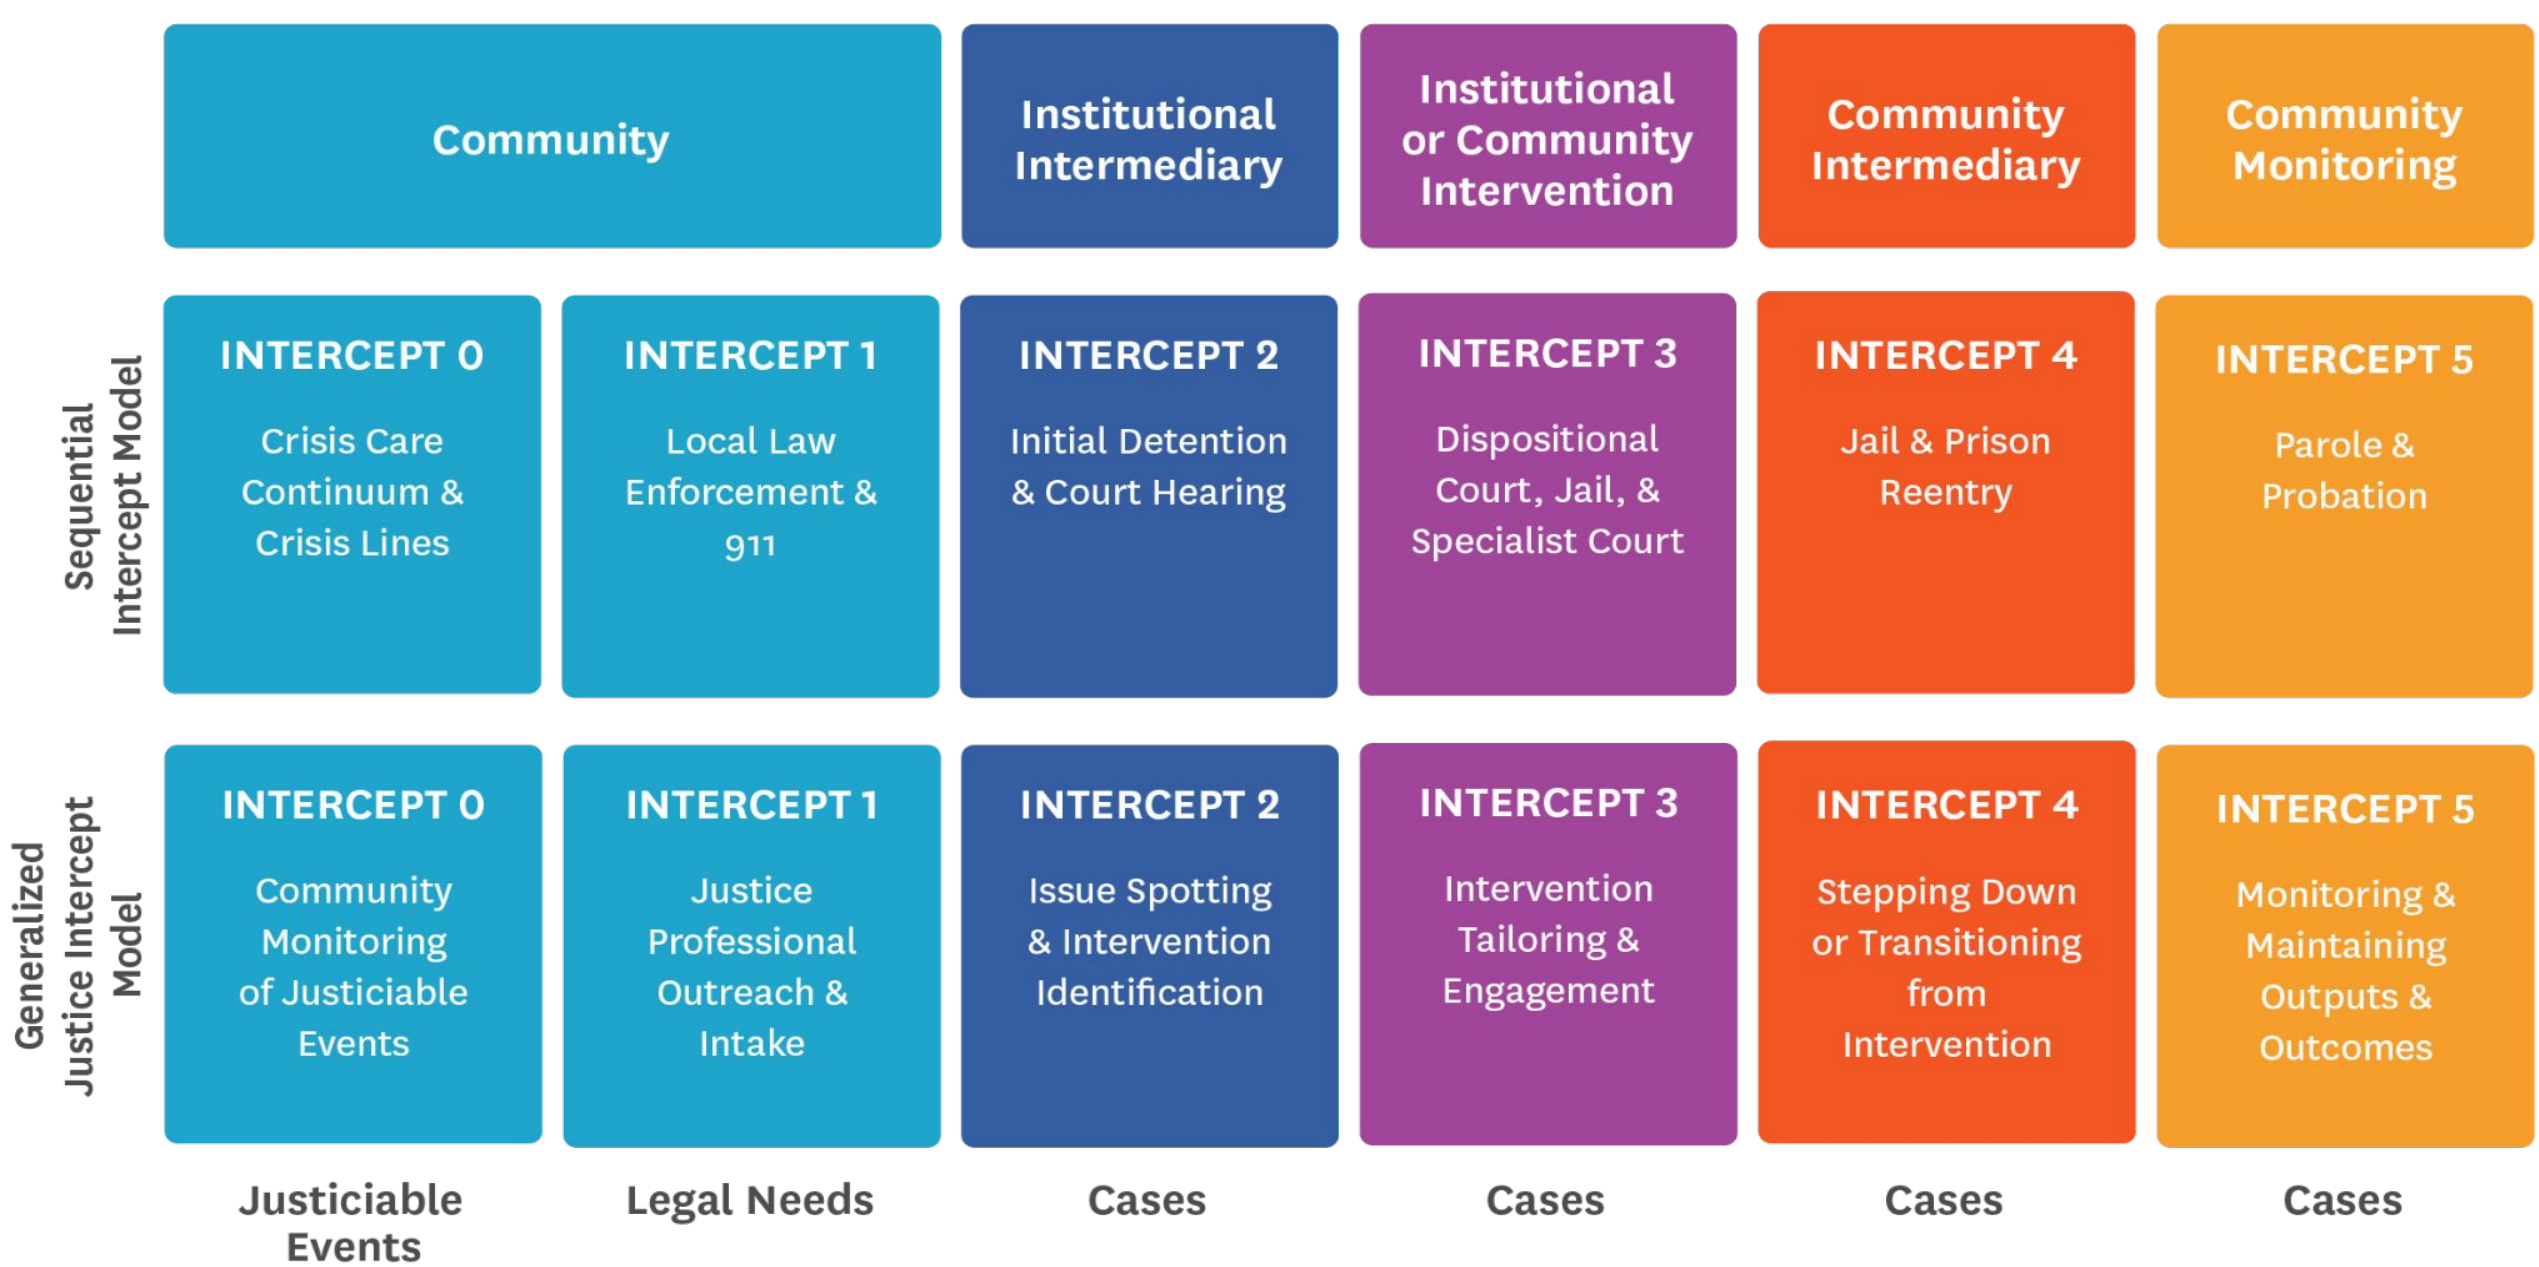 Community
Institutional
Intermediary
Institutional
or Community
Intervention
Community
Intermediary
Community
Monitoring
Sequential
Intercept Model
INTERCEPT 0
Crisis Care
Continuum &
Crisis Lines
INTERCEPT 1
Local Law
Enforcement &
911
INTERCEPT 2
Initial Detention
& Court Hearing
INTERCEPT 3
Dispositional
Court, Jail, &
Specialist Court
INTERCEPT 4
Jail & Prison
Reentry
INTERCEPT 5
Parole &
Probation
Generalized
Justice Intercept
Model
INTERCEPT 0
Community
Monitoring
of Justiciable
Events
INTERCEPT 1
Justice
Professional
Outreach &
Intake
INTERCEPT 2
Issue Spotting
& Intervention
Identification
INTERCEPT 3
Intervention
Tailoring &
Engagement
INTERCEPT 4
Stepping Down
or Transitioning
from
Intervention
INTERCEPT 5
Monitoring &
Maintaining
Outputs &
Outcomes
Justiciable
Events
Legal Needs
Cases
Cases
Cases
Cases